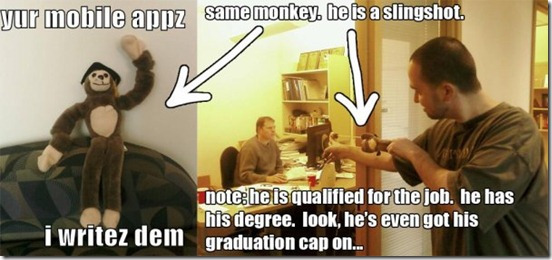 yur mobile appz
i writez dem
same monkey. he is a slingshot.
note: he is qualified for the job. he has
his degree. look, he's even got his
graduation cap on...